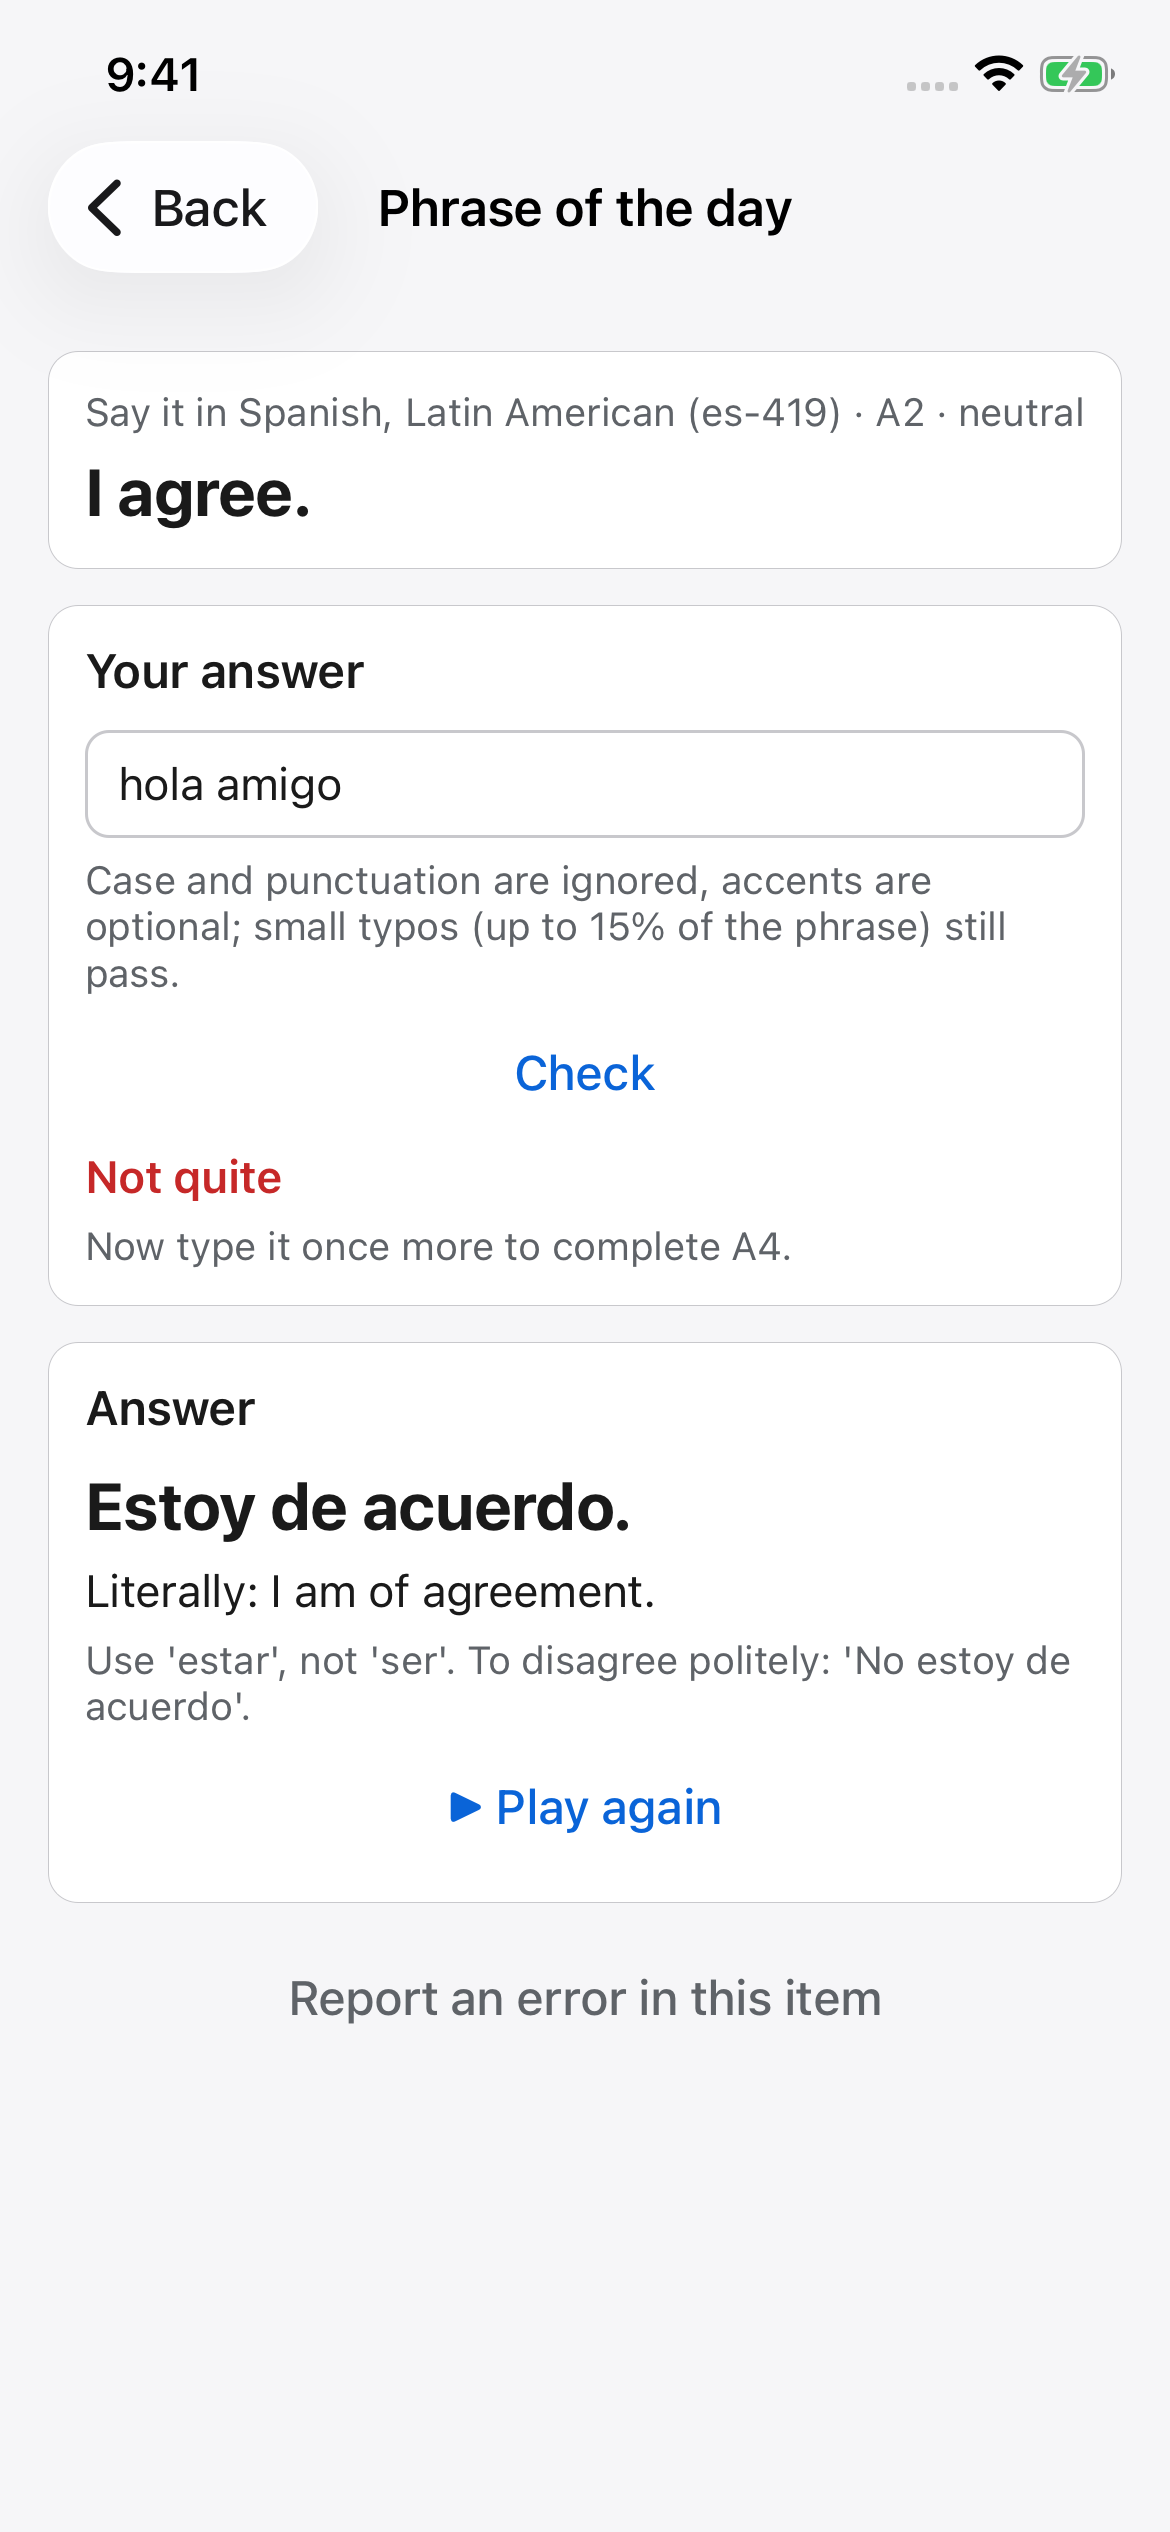 9:41
Back
Phrase of the day
Say it in Spanish, Latin American (es-419) · A2 · neutral
I agree.
Your answer
hola amigo
Case and punctuation are ignored, accents are
optional; small typos (up to 15% of the phrase) still
pass.
Check
Not quite
Now type it once more to complete A4.
Answer
Estoy de acuerdo.
Literally: I am of agreement.
Use 'estar', not 'ser'. To disagree politely: 'No estoy de
acuerdo'.
Play again
Report an error in this item